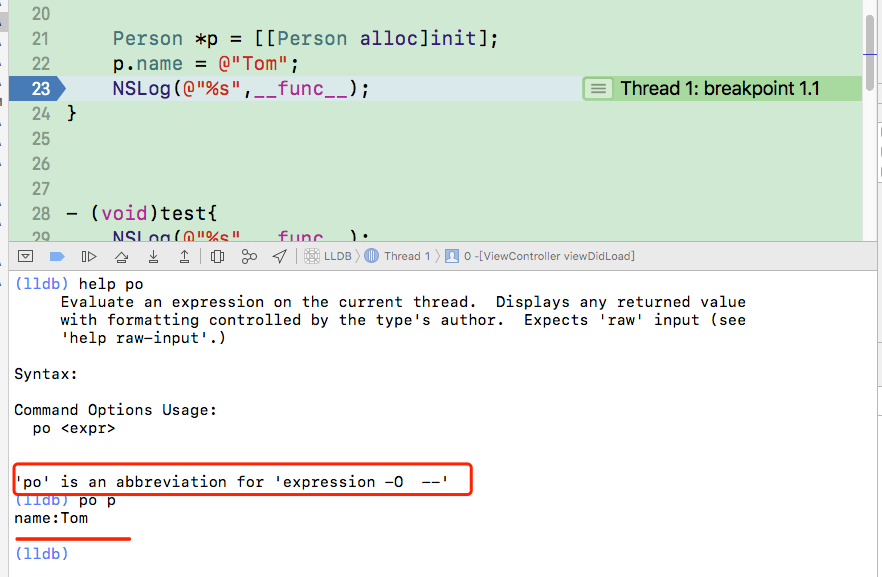 20
21 Person *p = [[Person alloc]init];
22 p.name = @"Tom";
23 NSLog(@"%s",__func__); Thread 1: breakpoint 1.1
24 }
25
26
27
28 - (void)test{
29 NSLog(@"%s",__func__);
LLDB Thread 1 0 -[ViewController viewDidLoad]
(lldb) help po
Evaluate an expression on the current thread. Displays any returned value
with formatting controlled by the type's author. Expects 'raw' input (see
'help raw-input'.)
Syntax:
Command Options Usage:
po <expr>
'po' is an abbreviation for 'expression -O --'
(lldb) po p
name:Tom
(lldb)